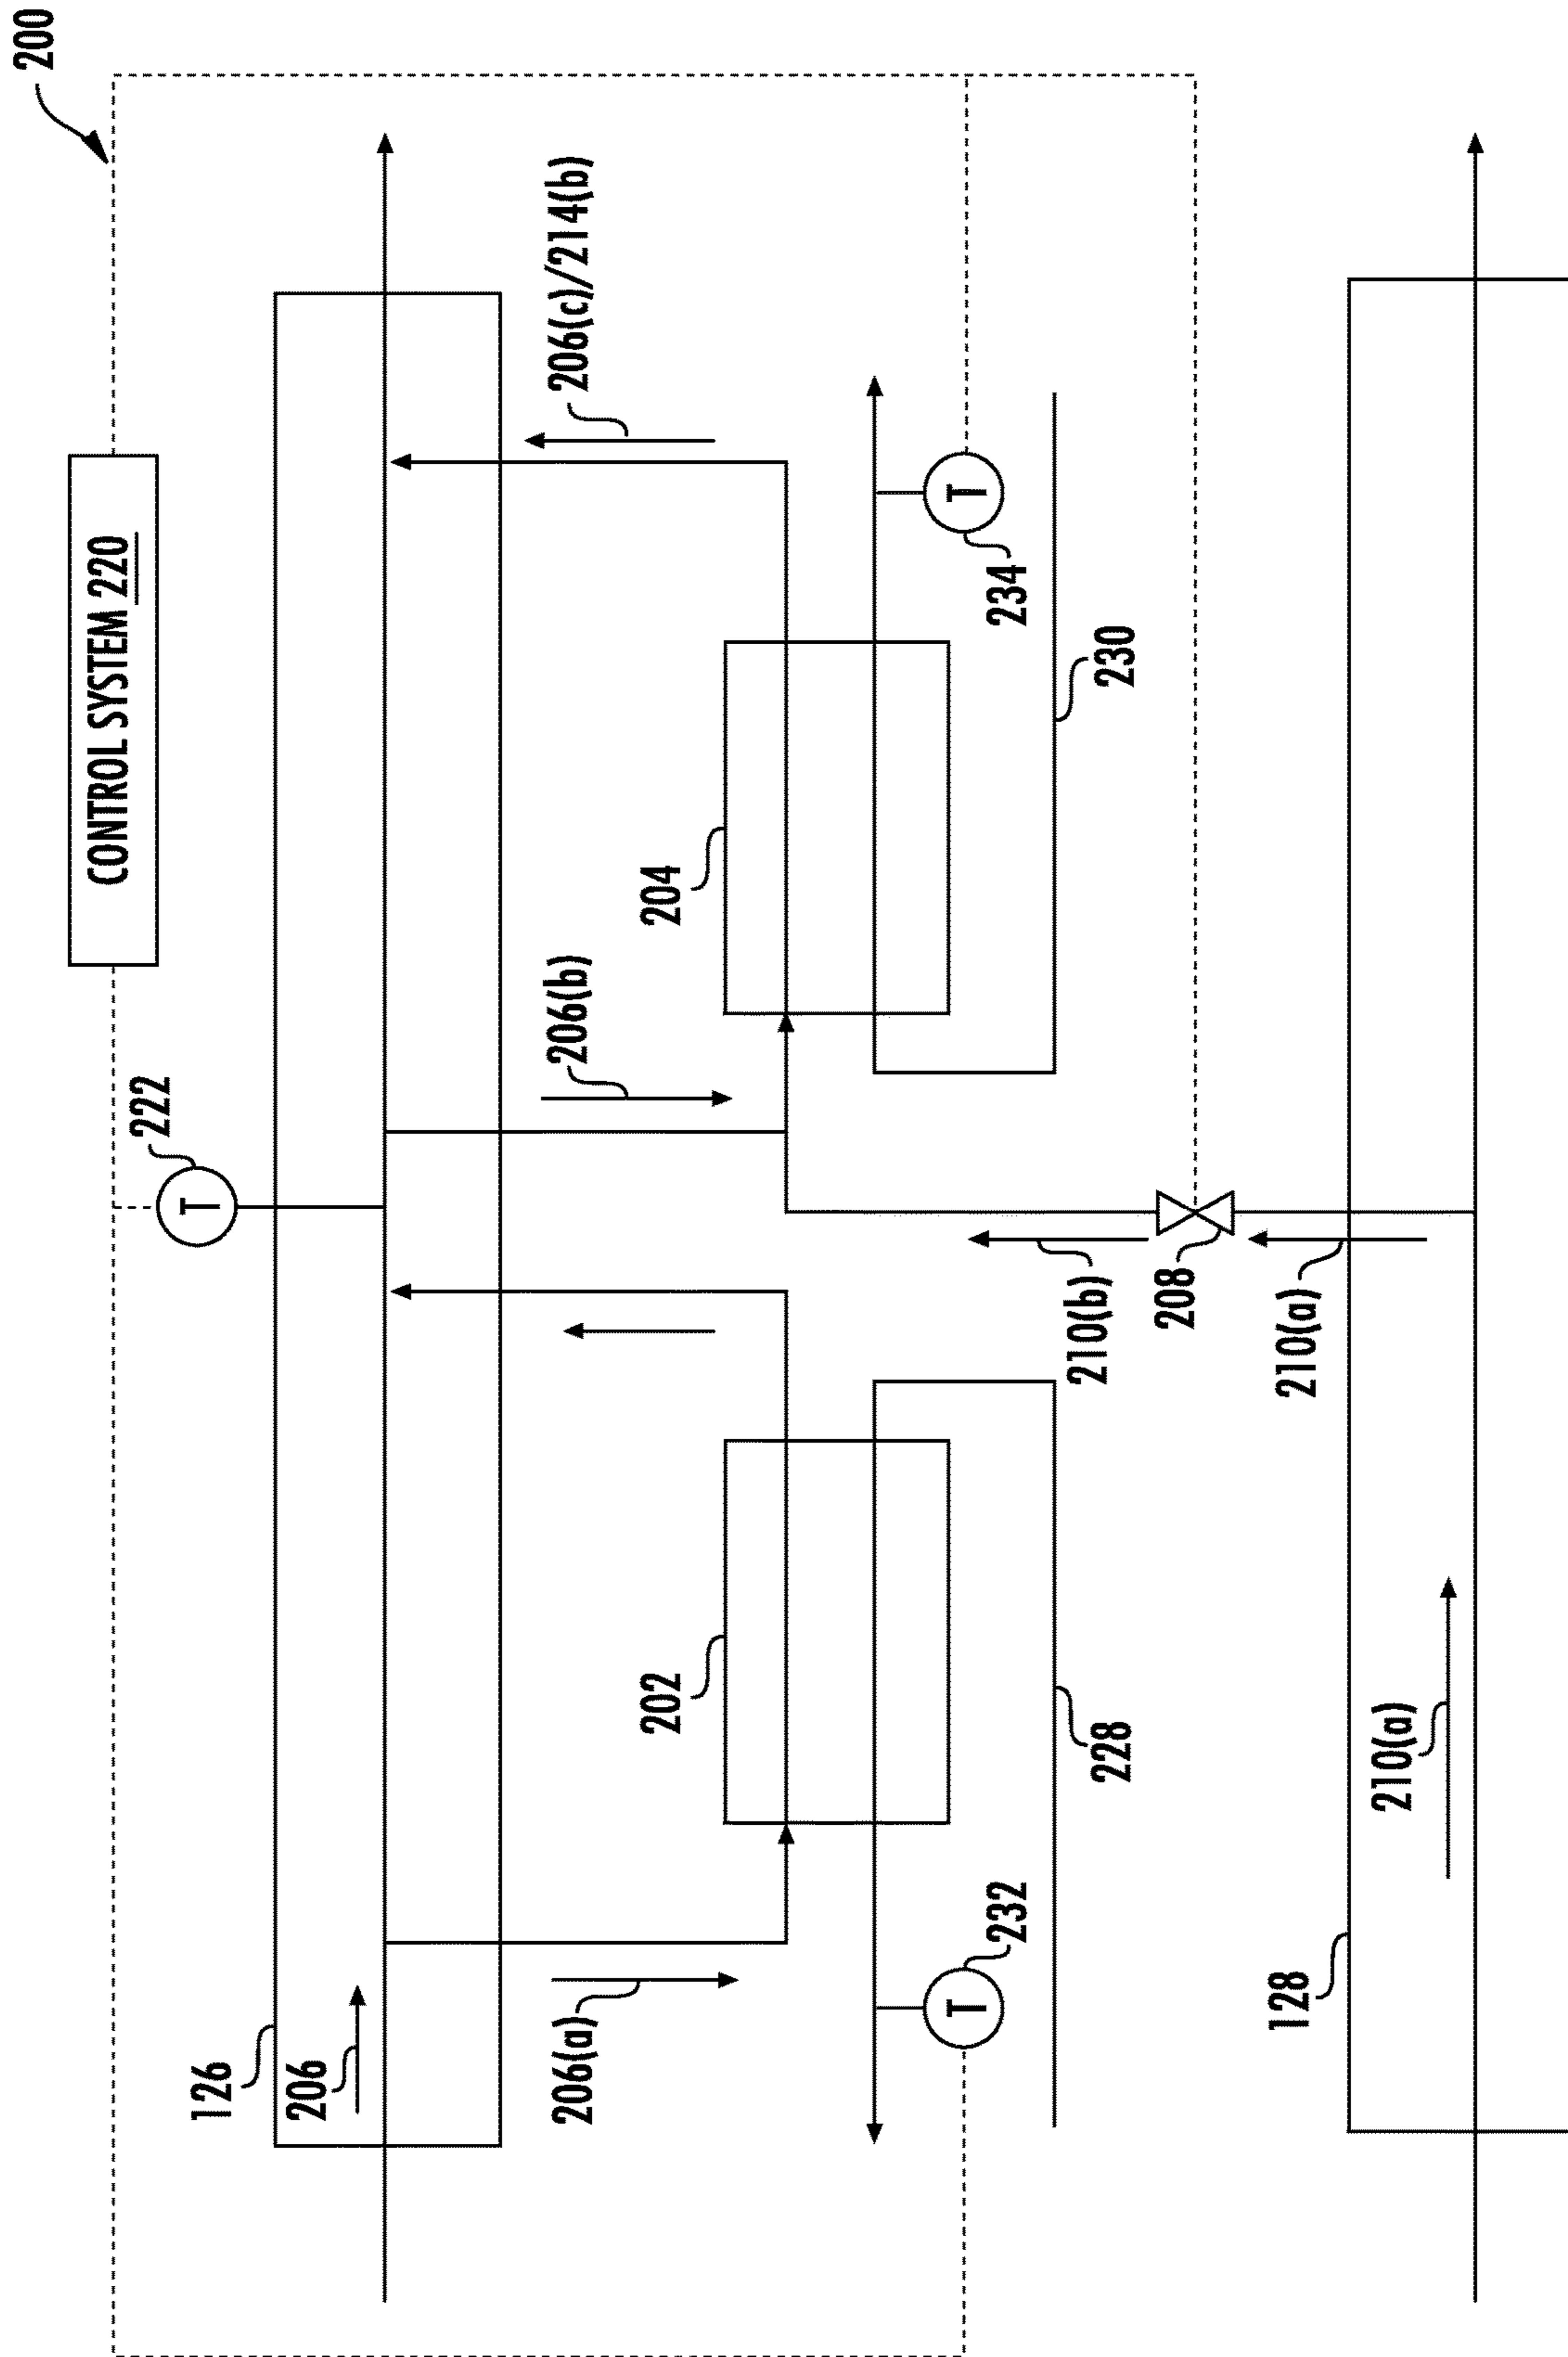 200
CONTROL SYSTEM 220
222
126
206
206(a)
206(b)
206(c)/214(b)
202
204
232
234
228
230
210(b)
208
210(a)
128
210(a)
T
T
T